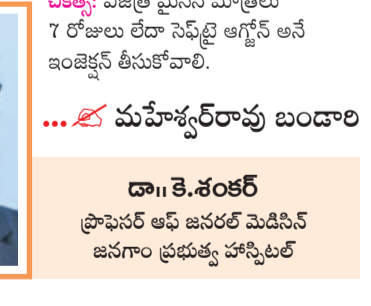 చికిత్స: ఎజిత్రో మైసిన్ మాత్రలు
7 రోజులు లేదా సెఫ్‌ట్రై ఆగ్జోన్ అనే
ఇంజెక్షన్ తీసుకోవాలి.
... ✍ మహేశ్వర్‌రావు బండారి
డా॥ కె.శంకర్
ప్రొఫెసర్ ఆఫ్ జనరల్ మెడిసిన్
జనగాం ప్రభుత్వ హాస్పిటల్